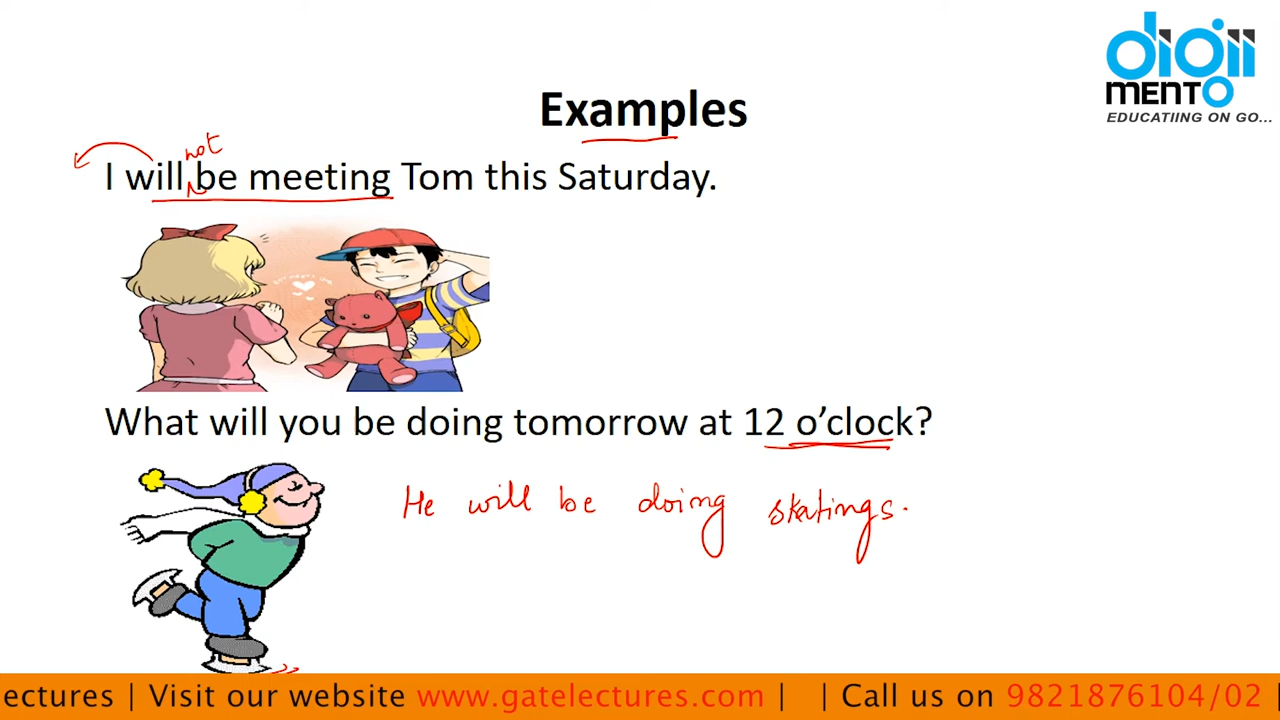 digii
MENTO
EDUCATIING ON GO...
Examples
not
I will be meeting Tom this Saturday.
What will you be doing tomorrow at 12 o’clock?
He will be doing skatings.
ectures | Visit our website www.gatelectures.com | | Call us on 9821876104/02 |